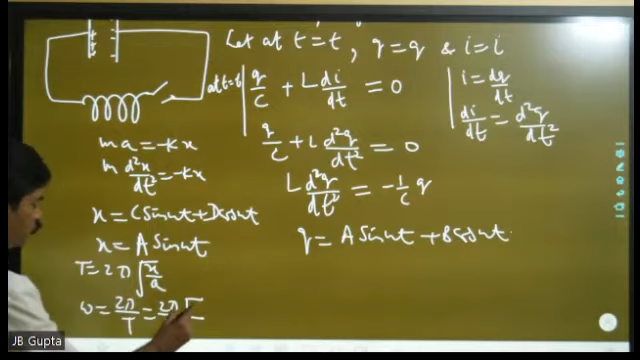 Let at t=t, q=q & i=i
at t=t q/c + L di/dt = 0
i = dq/dt
q/c + L d²q/dt² = 0
di/dt = d²q/dt²
ma = -kx
m d²x/dt² = -kx
L d²q/dt² = -1/c q
x = C Sinωt + D cosωt
q = A Sinωt + B cosωt
x = A Sinωt
T = 2π √x/a
ω = 2π/T = 2π
JB Gupta